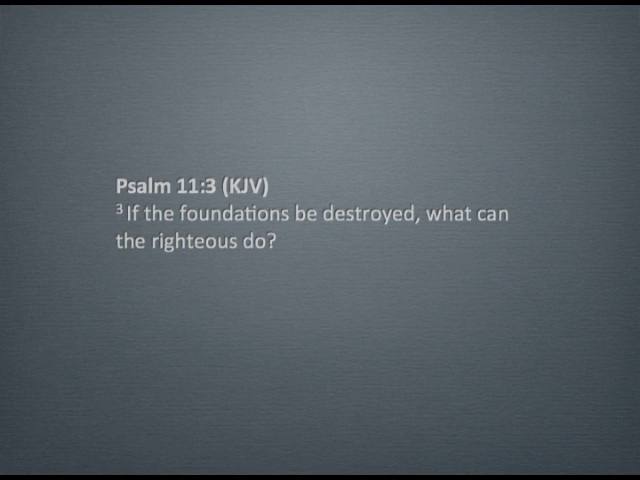 Psalm 11:3 (KJV)
3 If the foundations be destroyed, what can
the righteous do?